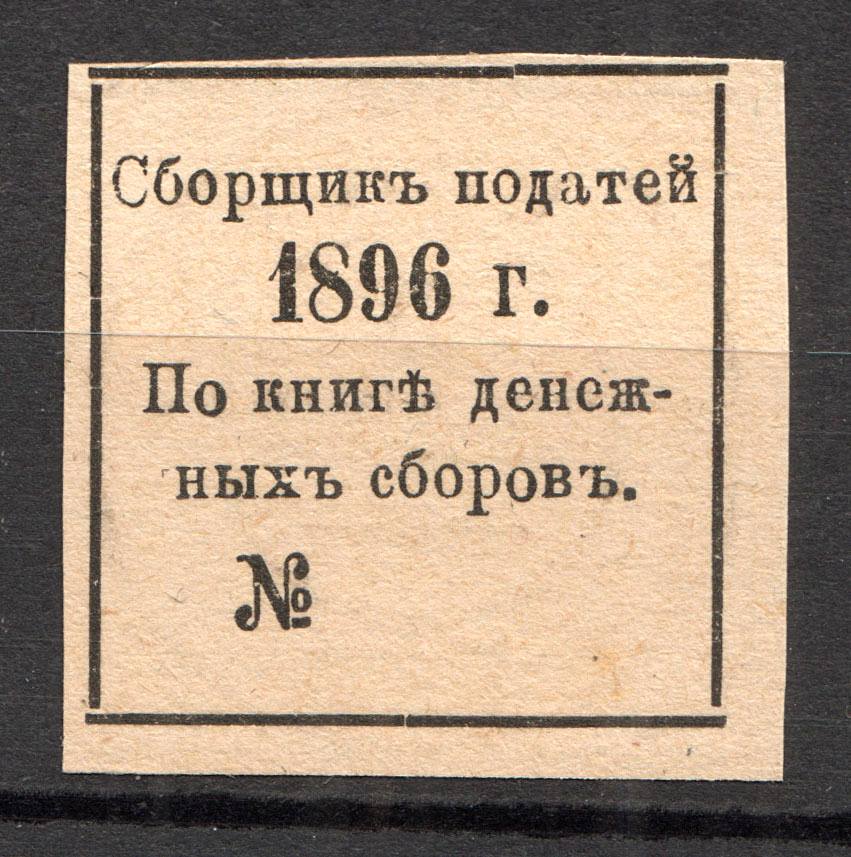 Сборщикъ податей
1896 г.
По книгѣ денеж-
ныхъ сборовъ.
№